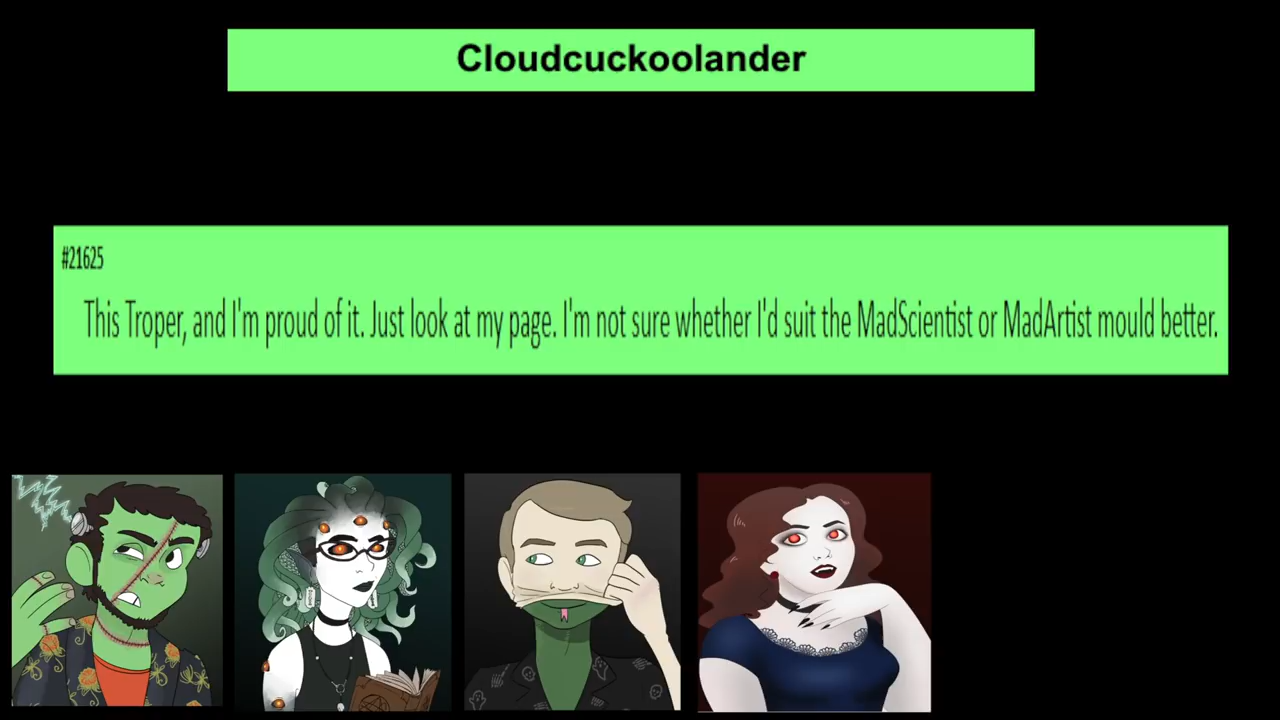 Cloudcuckoolander
#21625
This Troper, and I'm proud of it. Just look at my page. I'm not sure whether I'd suit the MadScientist or MadArtist mould better.